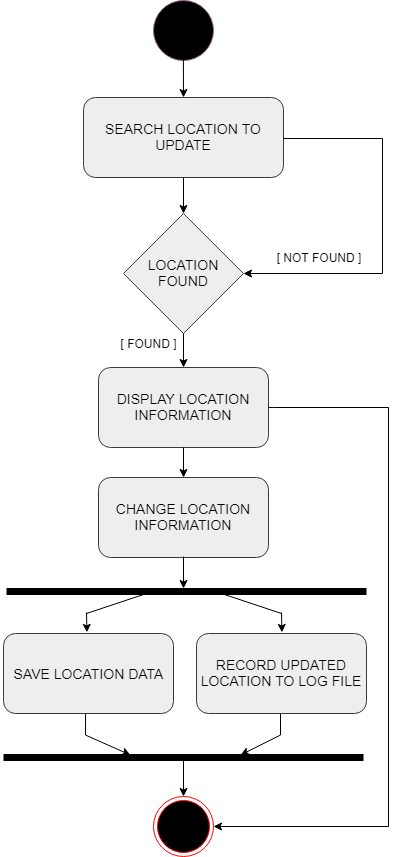 SEARCH LOCATION TO
UPDATE
LOCATION
FOUND
[ NOT FOUND ]
[ FOUND ]
DISPLAY LOCATION
INFORMATION
CHANGE LOCATION
INFORMATION
SAVE LOCATION DATA
RECORD UPDATED
LOCATION TO LOG FILE